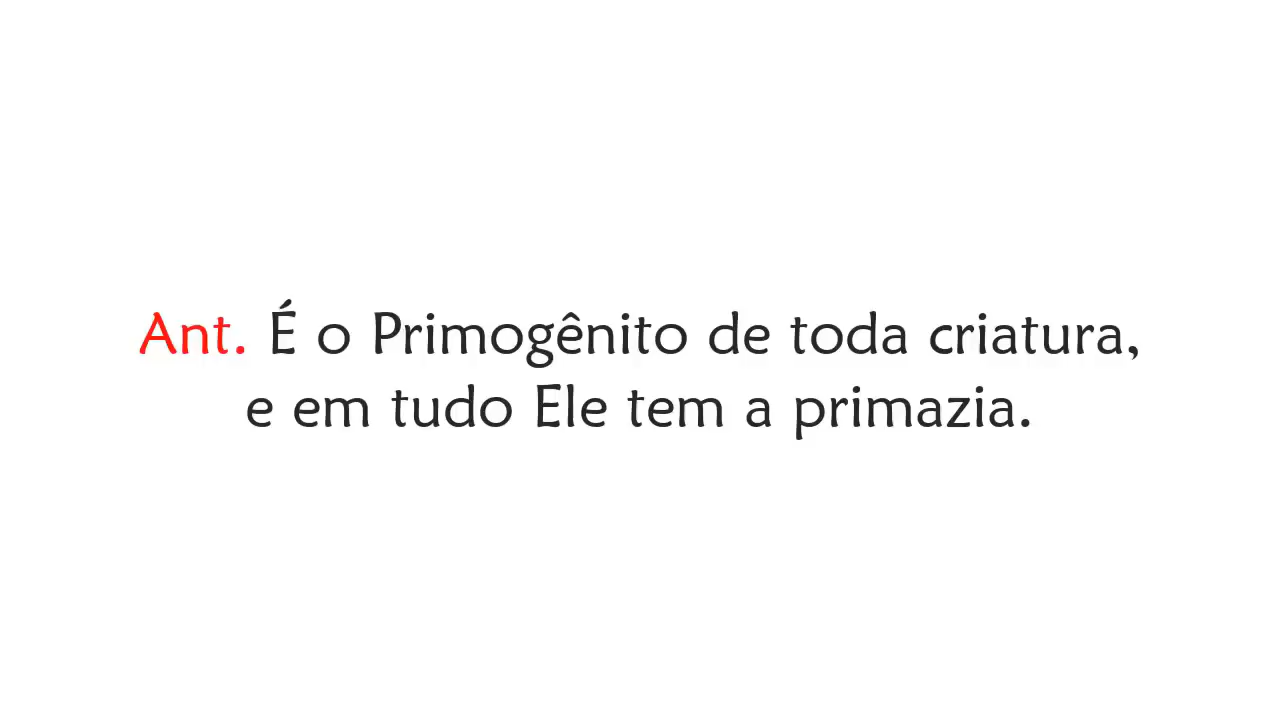 Ant. É o Primogênito de toda criatura,
e em tudo Ele tem a primazia.